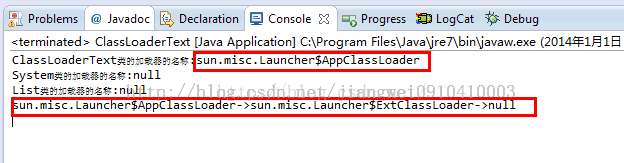 Problems @ Javadoc Declaration Console Progress LogCat Debug
<terminated> ClassLoaderText [Java Application] C:\Program Files\Java\jre7\bin\javaw.exe (2014年1月1日
ClassLoaderText类的加载器的名称:sun.misc.Launcher$AppClassLoader
System类的加载器的名称:null
List类的加载器的名称:null
http://blog.csdn.net/jiangwei0910410003
sun.misc.Launcher$AppClassLoader->sun.misc.Launcher$ExtClassLoader->null